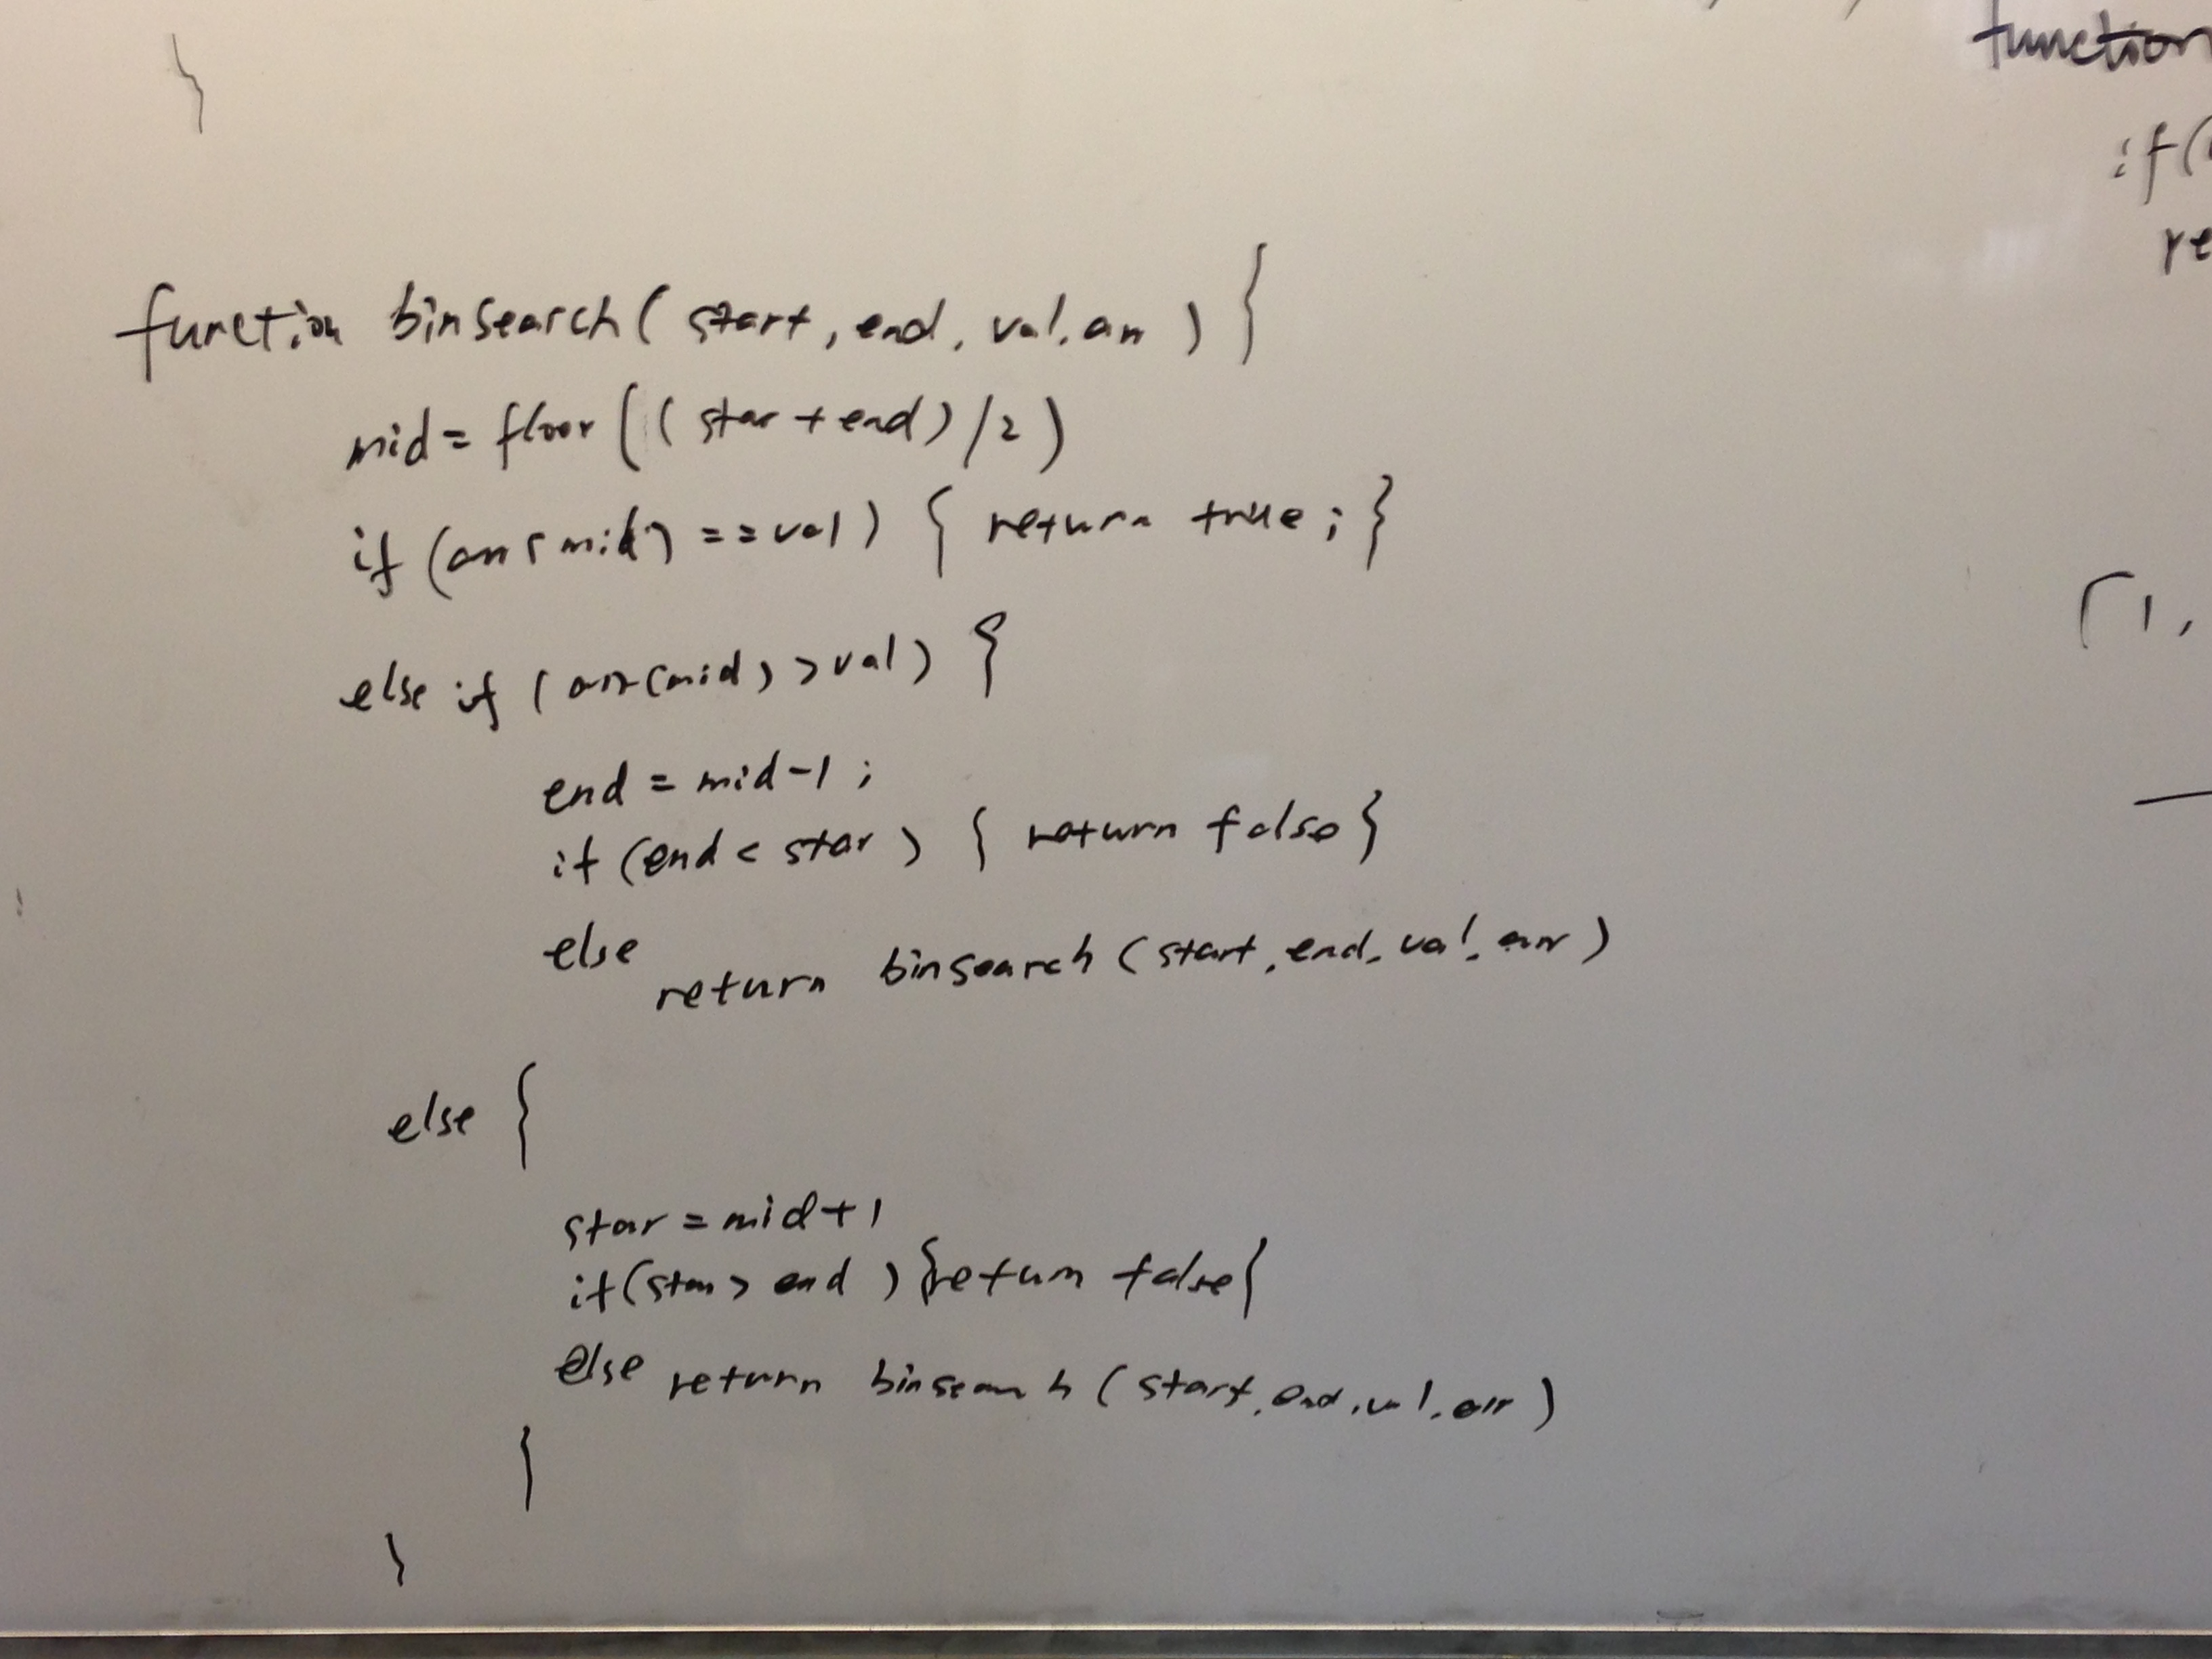 }
function
if(
re
function binsearch( start, end, val, arr ) {
mid = floor (( star + end) /2 )
if (arr[mid] == val) { return true; }
else if (arr[mid] > val) {
end = mid-1 ;
if (end < star ) { return false }
else
return binsearch (start, end, val, arr )
else {
star = mid+1
if (star > end ) {return false}
else return binsearch (start, end, val, arr )
}
}
[1,